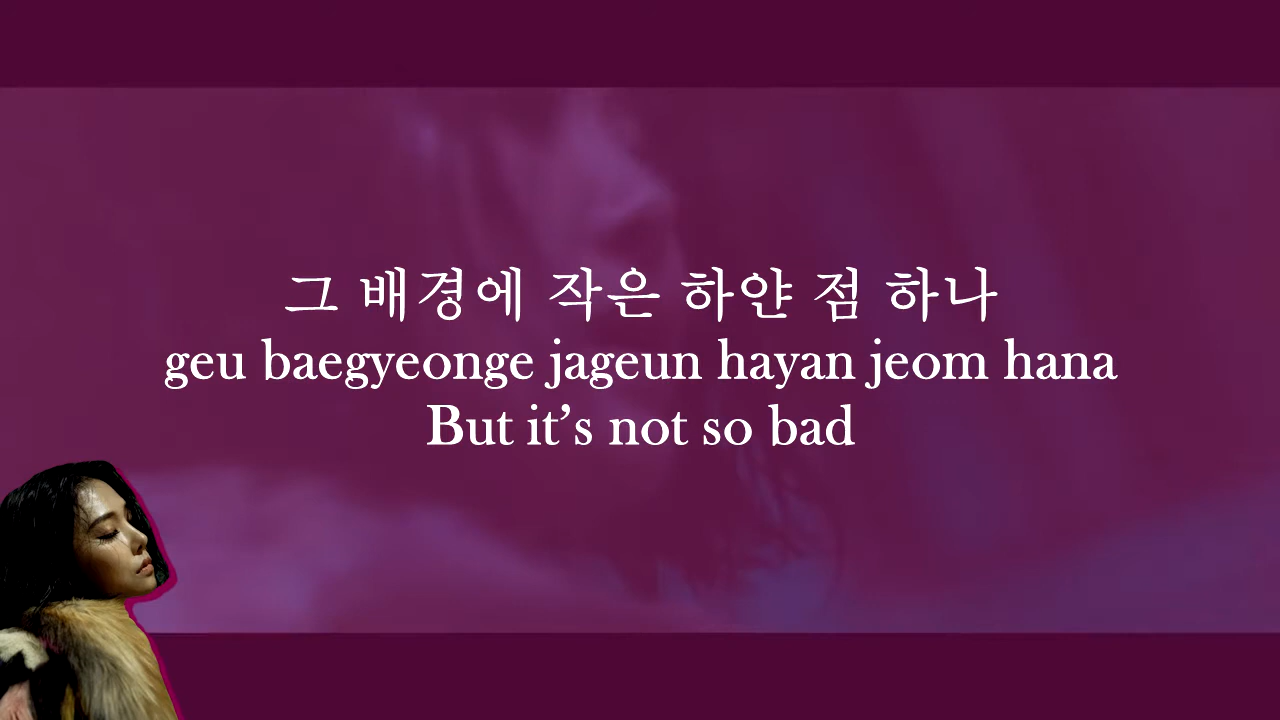 그 배경에 작은 하얀 점 하나
geu baegyeonge jageun hayan jeom hana
But it’s not so bad